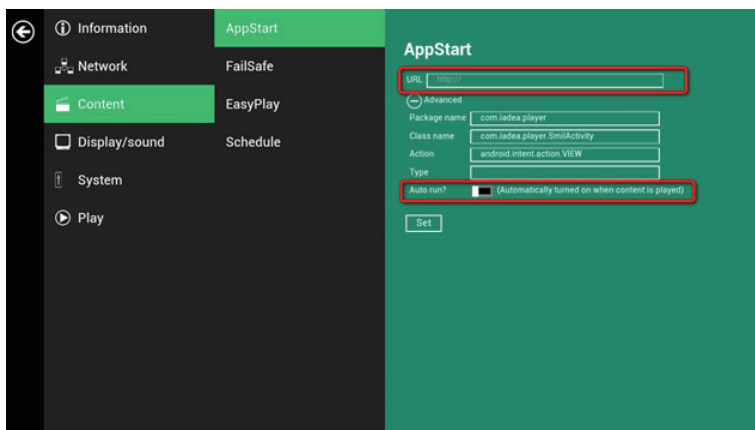 Information
Network
Content
Display/sound
System
Play
AppStart
FailSafe
EasyPlay
Schedule
AppStart
URL http://
Advanced
Package name com.iadea.player
Class name com.iadea.player.SmilActivity
Action android.intent.action.VIEW
Type
Auto run? (Automatically turned on when content is played)
Set